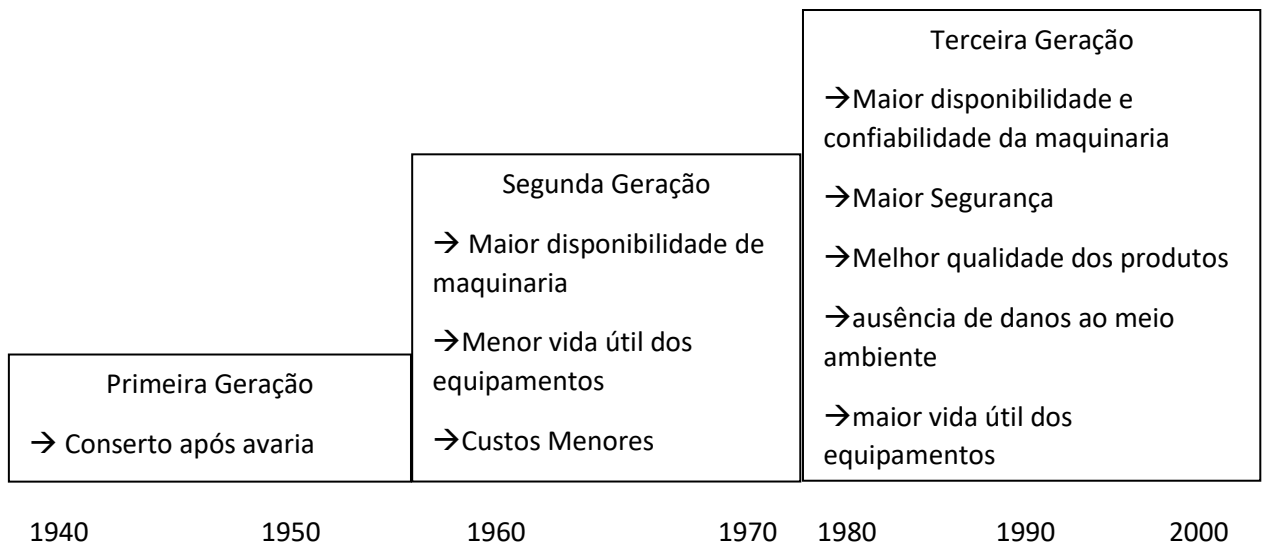 Primeira Geração
→ Conserto após avaria
Segunda Geração
→ Maior disponibilidade de
maquinaria
→Menor vida útil dos
equipamentos
→Custos Menores
Terceira Geração
→Maior disponibilidade e
confiabilidade da maquinaria
→Maior Segurança
→Melhor qualidade dos produtos
→ausência de danos ao meio
ambiente
→maior vida útil dos
equipamentos
1940 1950 1960 1970 1980 1990 2000